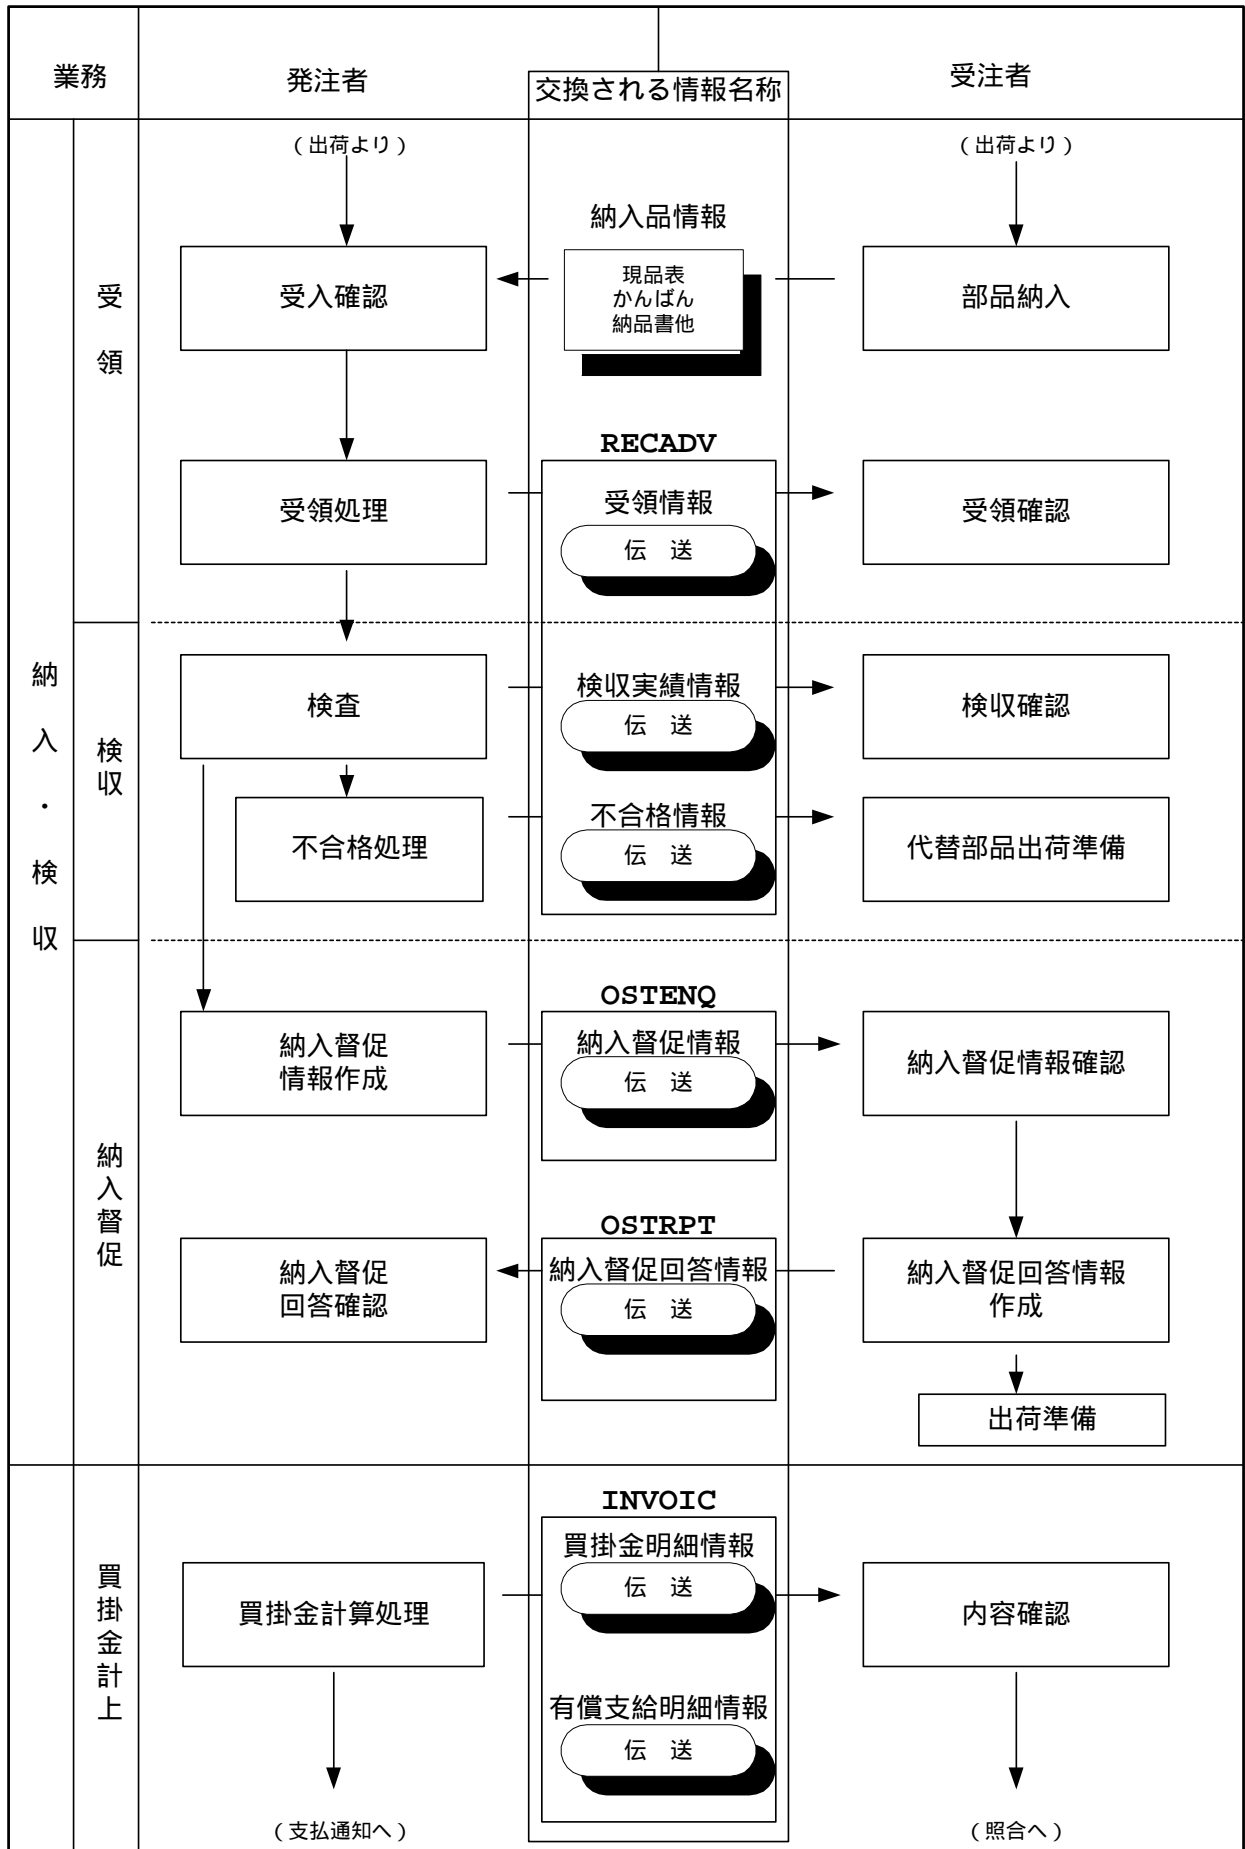 業務
発注者
交換される情報名称
受注者
（出荷より）
（出荷より）
納入品情報
受入確認
現品表
かんばん
納品書他
部品納入
受領
RECADV
受領処理
受領情報
伝　送
受領確認
納入・検収
検収
検査
検収実績情報
伝　送
検収確認
不合格処理
不合格情報
伝　送
代替部品出荷準備
納入督促
OSTENQ
納入督促
情報作成
納入督促情報
伝　送
納入督促情報確認
OSTRPT
納入督促
回答確認
納入督促回答情報
伝　送
納入督促回答情報
作成
出荷準備
買掛金計上
INVOIC
買掛金計算処理
買掛金明細情報
伝　送
内容確認
有償支給明細情報
伝　送
（支払通知へ）
（照合へ）